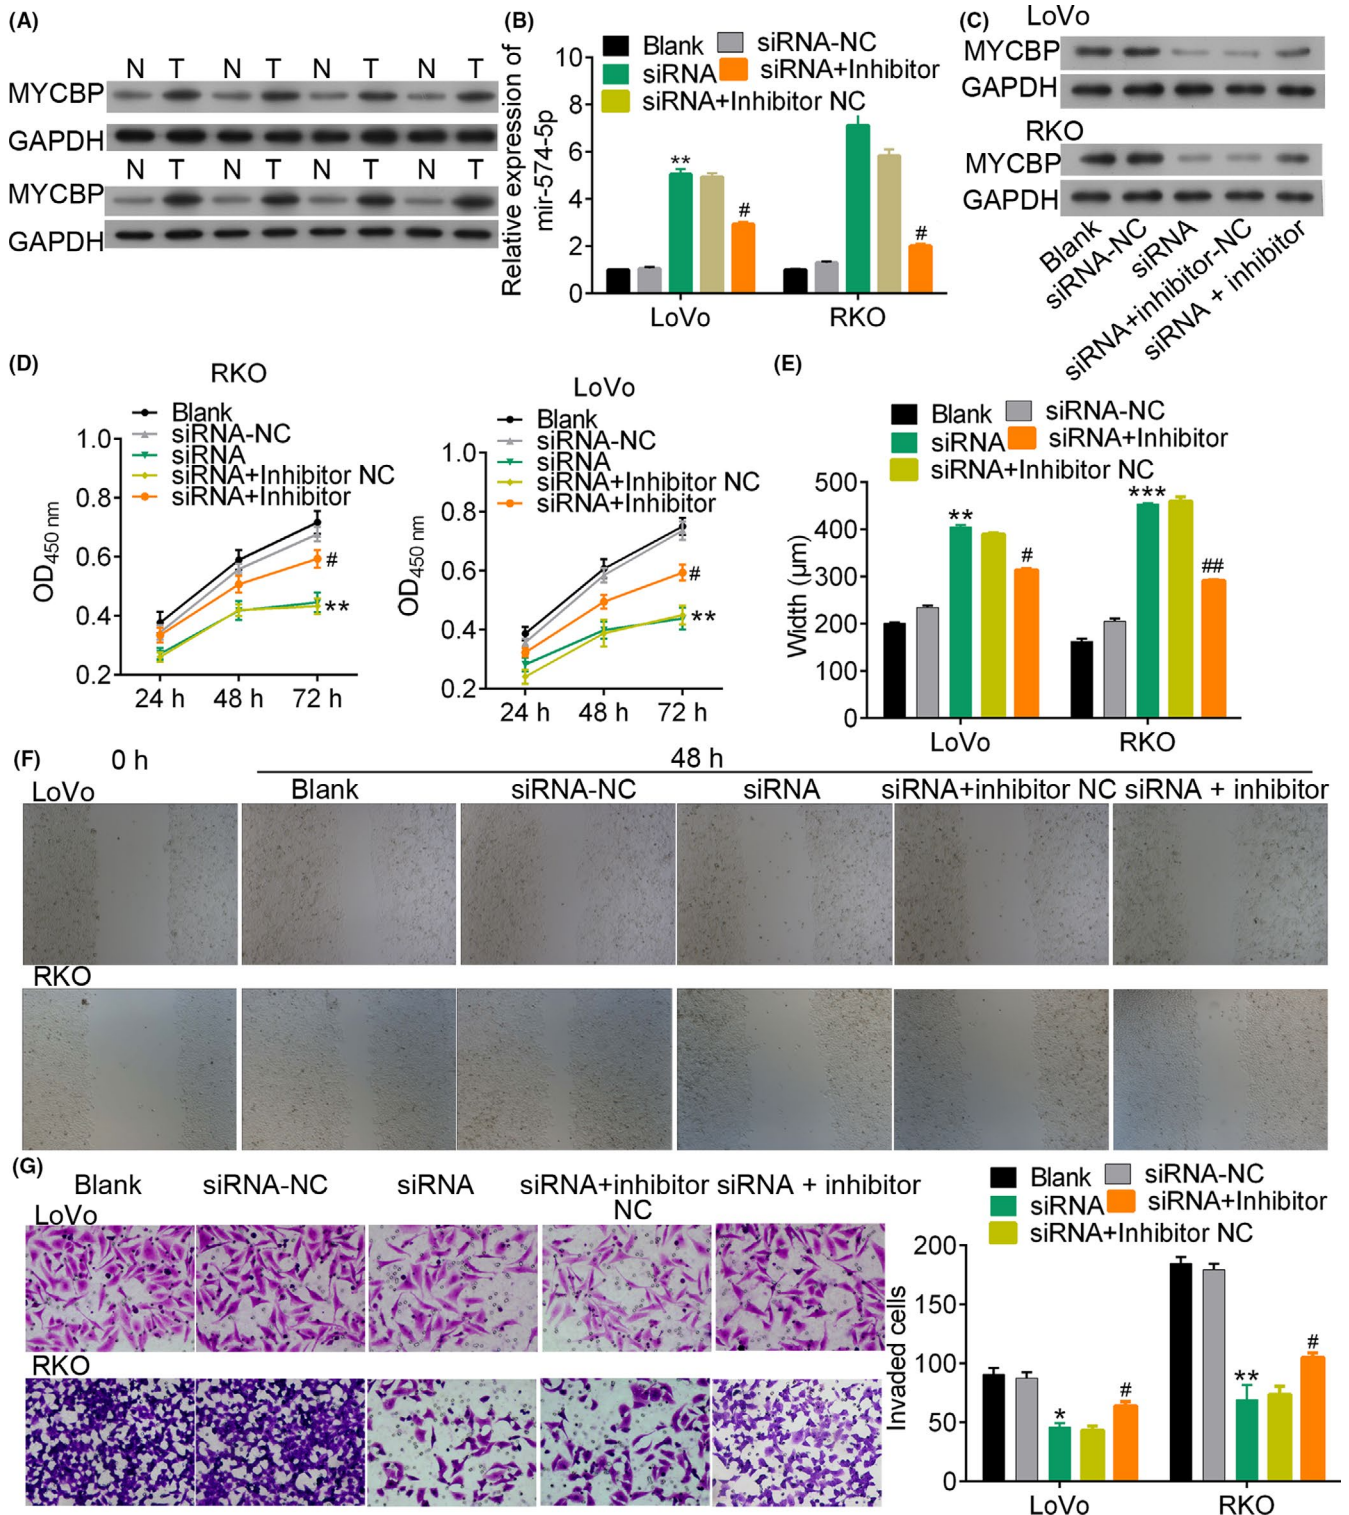 (A)
N T N T N T N T
MYCBP
GAPDH
N T N T N T N T
MYCBP
GAPDH
(B)
Blank siRNA-NC
siRNA siRNA+Inhibitor
siRNA+Inhibitor NC
Relative expression of
mir-574-5p
10
8
6
4
2
0
**
#
#
LoVo RKO
(C)
LoVo
MYCBP
GAPDH
RKO
MYCBP
GAPDH
Blank
siRNA-NC
siRNA
siRNA+inhibitor-NC
siRNA + inhibitor
(D)
RKO
Blank
siRNA-NC
siRNA
siRNA+Inhibitor NC
siRNA+Inhibitor
OD450 nm
1.0
0.8
0.6
0.4
0.2
#
**
24 h 48 h 72 h
LoVo
Blank
siRNA-NC
siRNA
siRNA+Inhibitor NC
siRNA+Inhibitor
OD450 nm
1.0
0.8
0.6
0.4
0.2
#
**
24 h 48 h 72 h
(E)
Blank siRNA-NC
siRNA siRNA+Inhibitor
siRNA+Inhibitor NC
Width (µm)
500
400
300
200
100
0
**
#
***
##
LoVo RKO
(F)
0 h 48 h
LoVo Blank siRNA-NC siRNA siRNA+inhibitor NC siRNA + inhibitor
RKO
(G)
Blank siRNA-NC siRNA siRNA+inhibitor siRNA + inhibitor
NC
LoVo
RKO
Blank siRNA-NC
siRNA siRNA+Inhibitor
siRNA+Inhibitor NC
Invaded cells
200
150
100
50
0
*
#
**
#
LoVo RKO